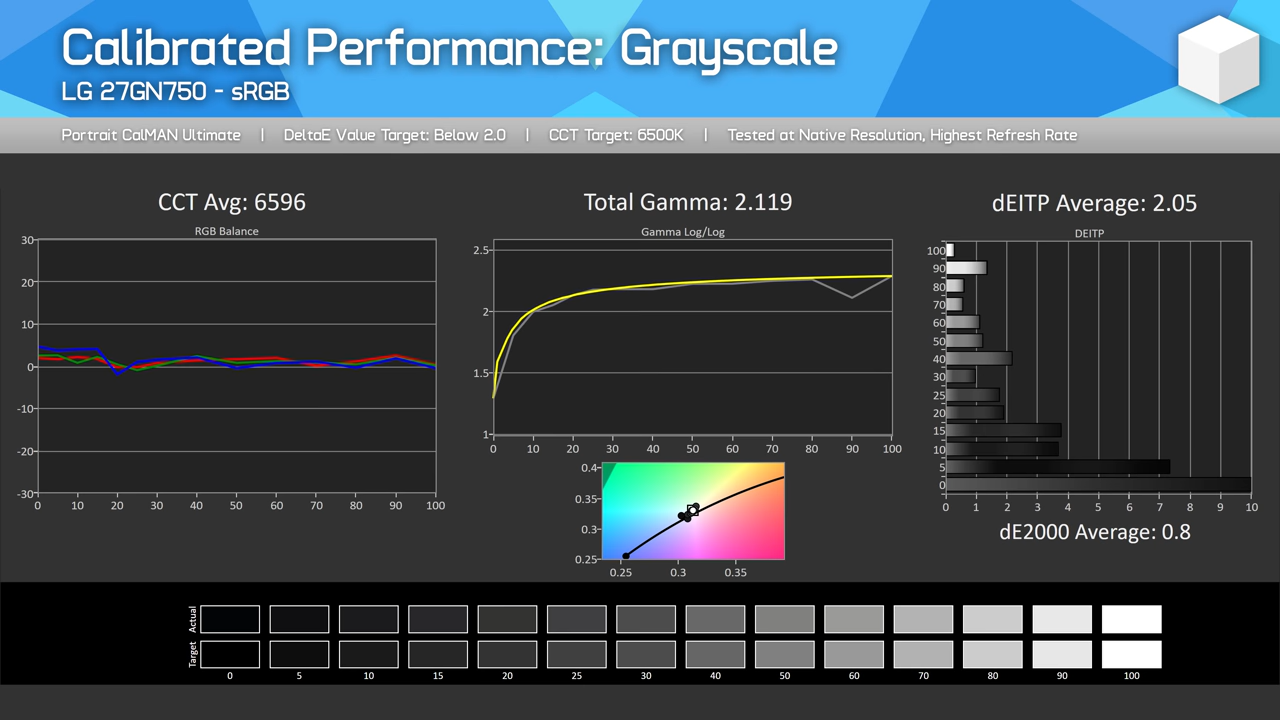 Calibrated Performance: Grayscale
LG 27GN750 - sRGB
Portrait CalMAN Ultimate | DeltaE Value Target: Below 2.0 | CCT Target: 6500K | Tested at Native Resolution, Highest Refresh Rate
CCT Avg: 6596
RGB Balance
30
20
10
0
-10
-20
-30
0 10 20 30 40 50 60 70 80 90 100
Total Gamma: 2.119
Gamma Log/Log
2.5
2
1.5
1
0 10 20 30 40 50 60 70 80 90 100
0.4
0.35
0.3
0.25
0.25 0.3 0.35
dEITP Average: 2.05
DEITP
100
90
80
70
60
50
40
30
25
20
15
10
5
0
0 1 2 3 4 5 6 7 8 9 10
dE2000 Average: 0.8
Actual
Target
0 5 10 15 20 25 30 40 50 60 70 80 90 100